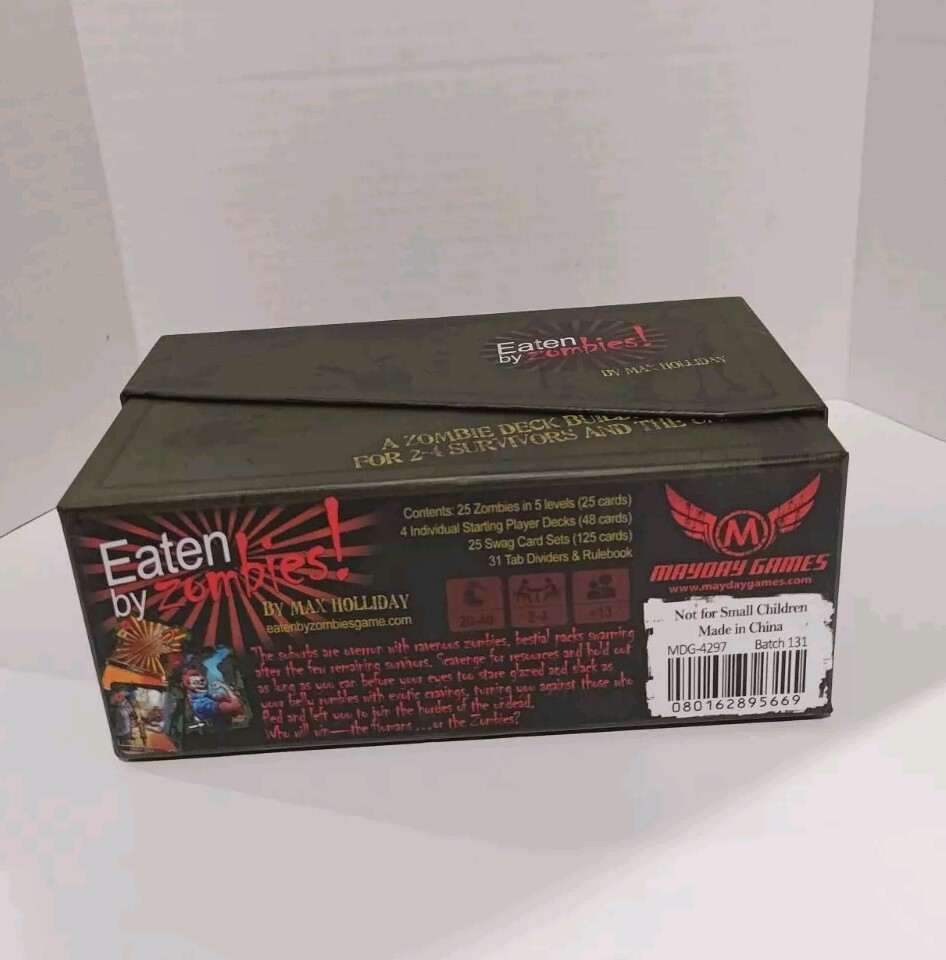 Eaten
by zombies!
BY MAX HOLLIDAY
A ZOMBIE DECK
FOR 2-4 SURVIVORS AND THE
Eaten
by zombies!
BY MAX HOLLIDAY
eatenbyzombiesgame.com
Contents: 25 Zombies in 5 levels (25 cards)
4 Individual Starting Player Decks (48 cards)
25 Swag Card Sets (125 cards)
31 Tab Dividers & Rulebook
20-40 2-4 +13
The suburbs are overrun with ravenous zombies, bestial packs swarming
after the few remaining survivors. Scavenge for resources and hold out
as long as you can before your eyes too stare glazed and slack as
your belly rumbles with exotic cravings, turning you against those who
Red and left you to join the hordes of the undead.
Who will win—the Humans...or the Zombies?
M
MAYDAY GAMES
www.maydaygames.com
Not for Small Children
Made in China
MDG-4297 Batch 131
080162895669